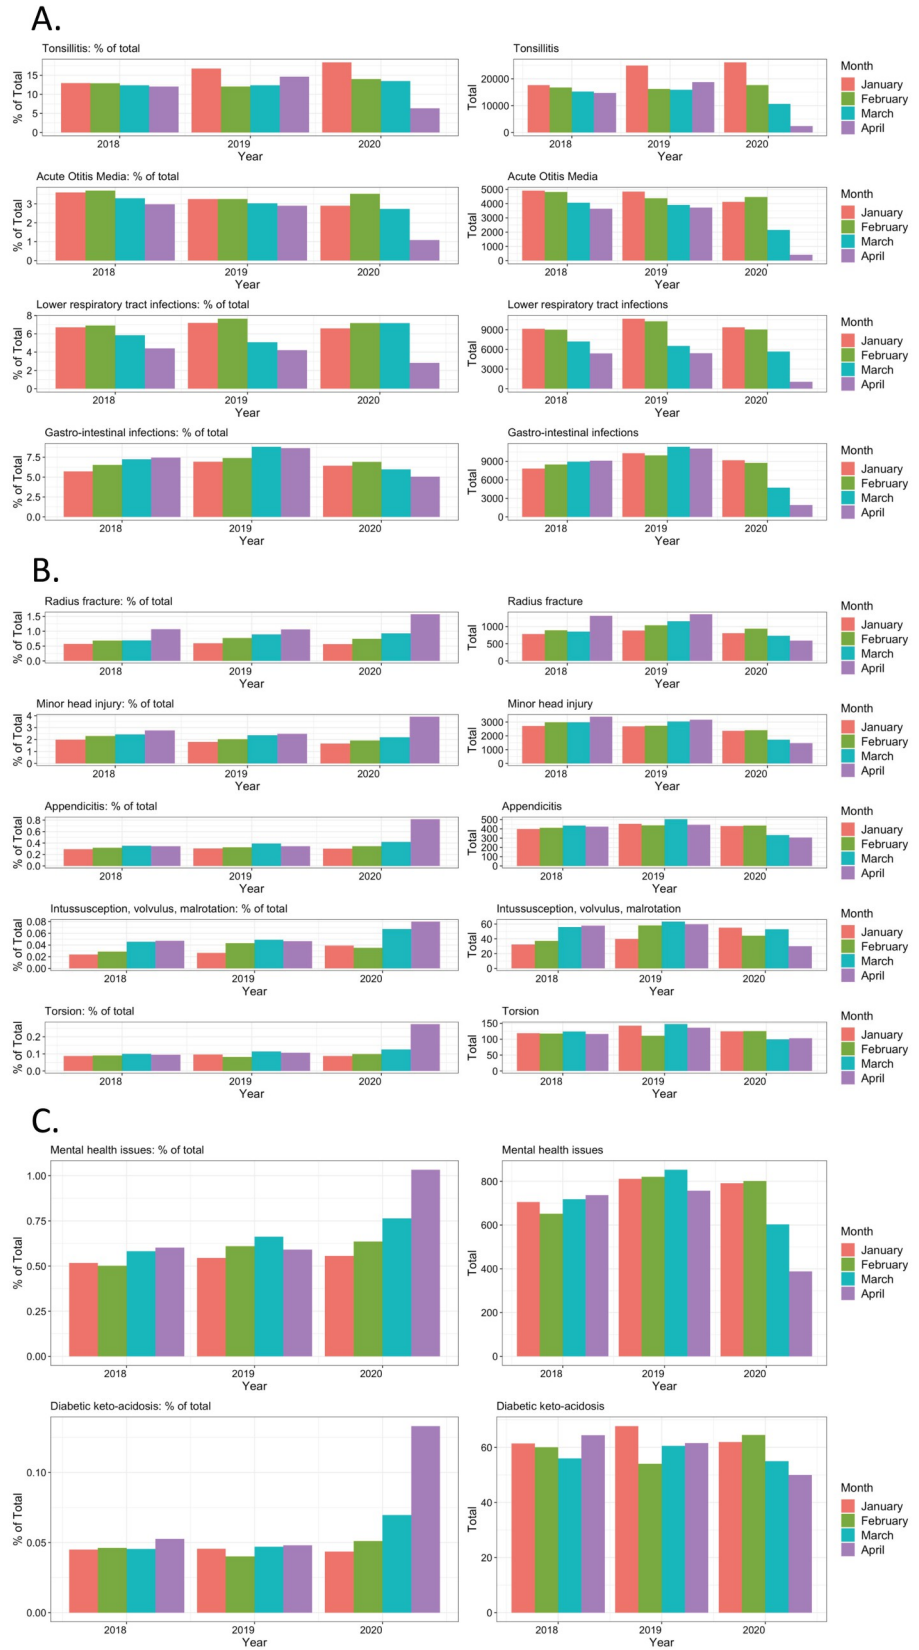 A.
Tonsillitis: % of total
% of Total
15
10
5
0
2018 2019 2020
Year
Tonsillitis
Total
20000
10000
0
2018 2019 2020
Year
Month
January
February
March
April
Acute Otitis Media: % of total
% of Total
3
2
1
0
2018 2019 2020
Year
Acute Otitis Media
Total
5000
4000
3000
2000
1000
0
2018 2019 2020
Year
Month
January
February
March
April
Lower respiratory tract infections: % of total
% of Total
8
6
4
2
0
2018 2019 2020
Year
Lower respiratory tract infections
Total
9000
6000
3000
0
2018 2019 2020
Year
Month
January
February
March
April
Gastro-intestinal infections: % of total
% of Total
7.5
5.0
2.5
0.0
2018 2019 2020
Year
Gastro-intestinal infections
Total
9000
6000
3000
0
2018 2019 2020
Year
Month
January
February
March
April
B.
Radius fracture: % of total
% of Total
1.5
1.0
0.5
0.0
2018 2019 2020
Year
Radius fracture
Total
1000
500
0
2018 2019 2020
Year
Month
January
February
March
April
Minor head injury: % of total
% of Total
4
3
2
1
0
2018 2019 2020
Year
Minor head injury
Total
3000
2000
1000
0
2018 2019 2020
Year
Month
January
February
March
April
Appendicitis: % of total
% of Total
0.8
0.6
0.4
0.2
0.0
2018 2019 2020
Year
Appendicitis
Total
500
400
300
200
100
0
2018 2019 2020
Year
Month
January
February
March
April
Intussusception, volvulus, malrotation: % of total
% of Total
0.08
0.06
0.04
0.02
0.00
2018 2019 2020
Year
Intussusception, volvulus, malrotation
Total
60
40
20
0
2018 2019 2020
Year
Month
January
February
March
April
Torsion: % of total
% of Total
0.2
0.1
0.0
2018 2019 2020
Year
Torsion
Total
150
100
50
0
2018 2019 2020
Year
Month
January
February
March
April
C.
Mental health issues: % of total
% of Total
1.00
0.75
0.50
0.25
0.00
2018 2019 2020
Year
Mental health issues
Total
800
600
400
200
0
2018 2019 2020
Year
Month
January
February
March
April
Diabetic keto-acidosis: % of total
% of Total
0.10
0.05
0.00
2018 2019 2020
Year
Diabetic keto-acidosis
Total
60
40
20
0
2018 2019 2020
Year
Month
January
February
March
April